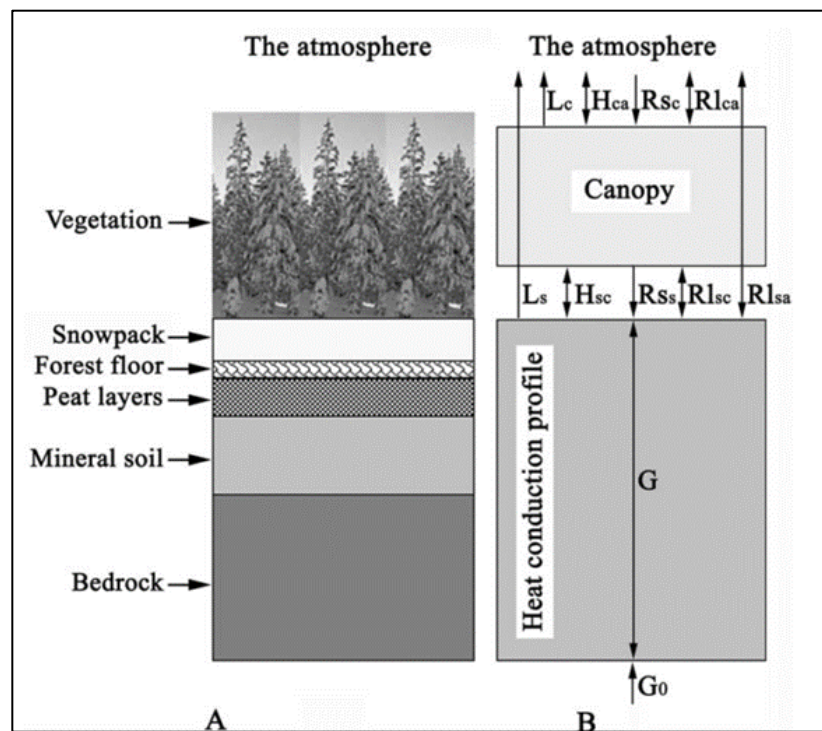 The atmosphere
The atmosphere
Lc Hca Rsc Rlca
Canopy
Vegetation
Ls Hsc Rss Rlsc Rlsa
Snowpack
Forest floor
Peat layers
Mineral soil
Heat conduction profile
G
Bedrock
G0
A
B